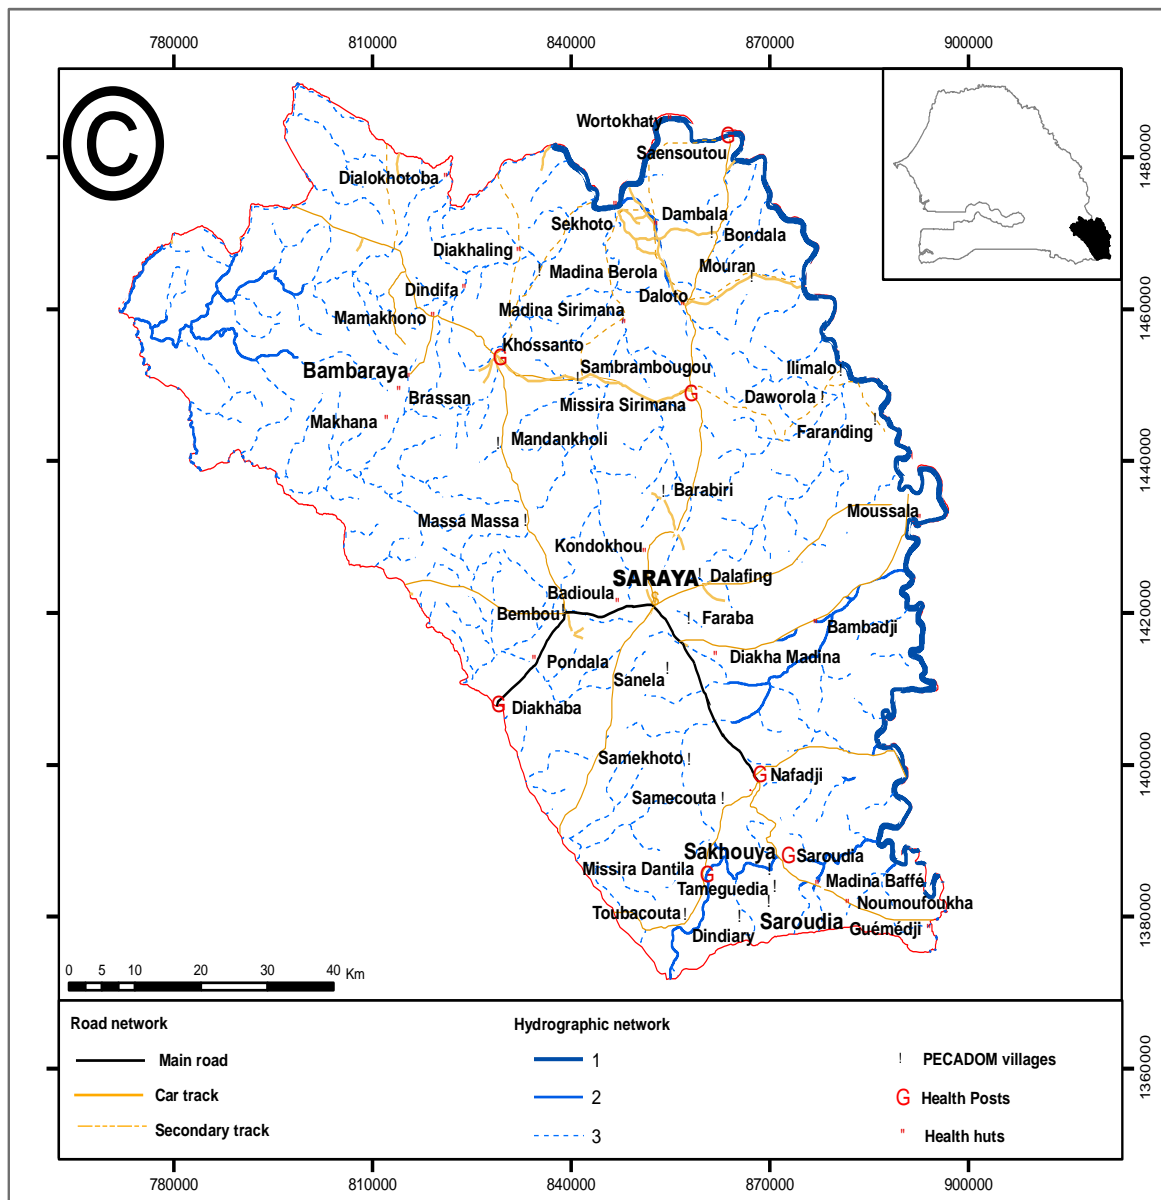 780000 810000 840000 870000 900000
©
Wortokhaty
Saensoutou
1480000
Dialokhotoba "
Sekhoto
Dambala
Bondala
Diakhaling "
Madina Berola
Mouran
Dindifa "
Daloto
Madina Sirimana
1460000
Mamakhono "
Khossanto
G
Sambrambougou
Ilimalo !
Bambaraya
Missira Sirimana
G
Daworola !
Brassan
Makhana "
Faranding !
Mandankholi
1440000
! Barabiri
Moussala "
Massa Massa !
Kondokhou "
SARAYA
Dalafing
Badioula "
Bembou
! Faraba
1420000
Bambadji
" Pondala
" Diakha Madina
Sanela !
G Diakhaba
Samekhoto !
G Nafadji
1400000
Samecouta !
Sakhouya
G Saroudia
Missira Dantila G
Madina Baffé
Tameguedia !
Noumoufoukha
Toubacouta !
Saroudia
Guémédji "
1380000
Dindiary
0 5 10 20 30 40 Km
Road network
Main road
Car track
Secondary track
Hydrographic network
1
2
3
! PECADOM villages
G Health Posts
" Health huts
1360000
780000 810000 840000 870000 900000